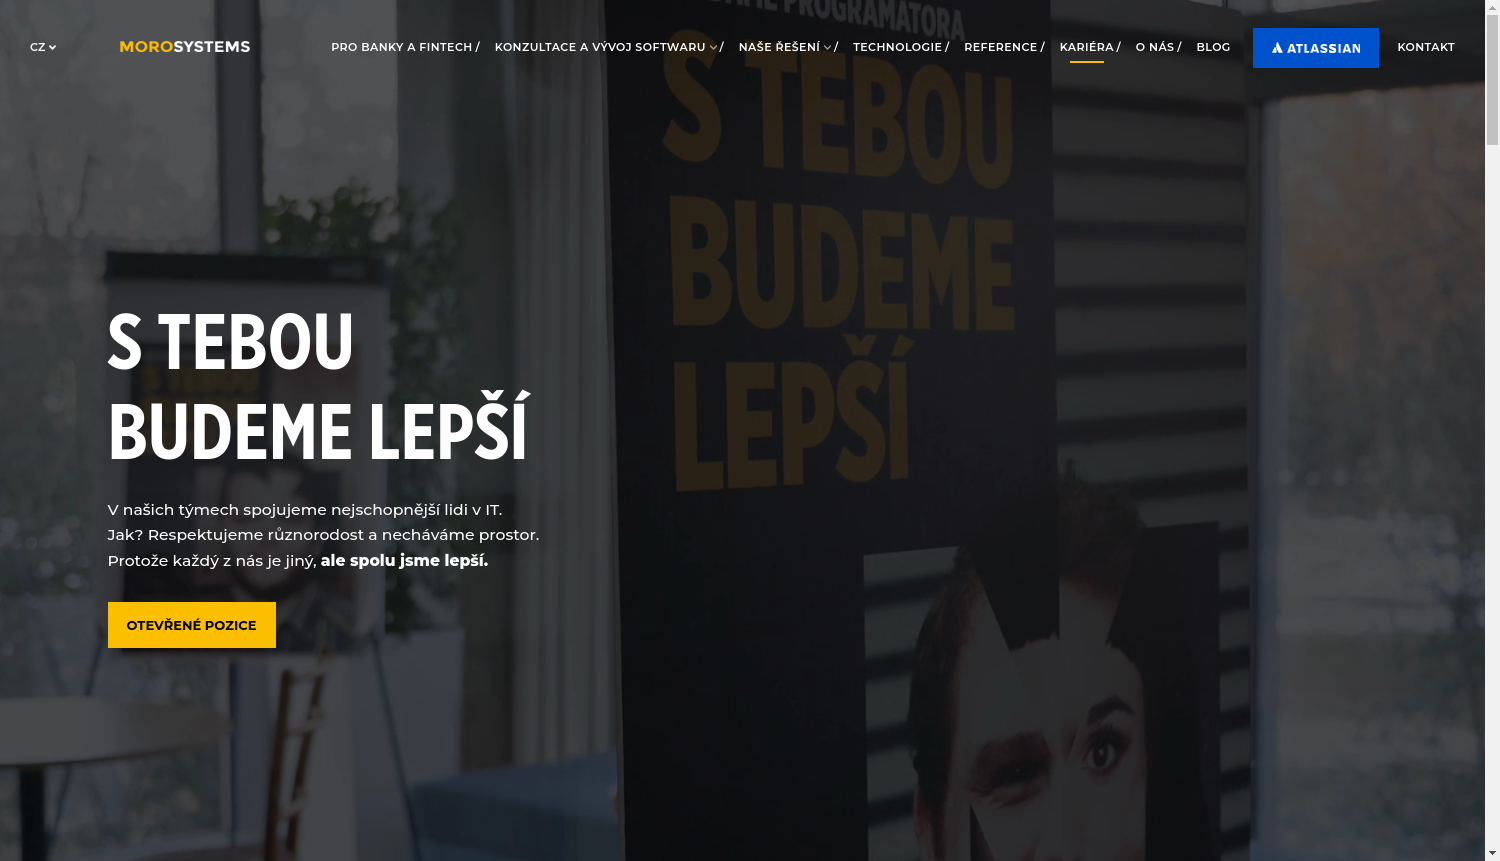 CZ
MOROSYSTEMS
PRO BANKY A FINTECH /
KONZULTACE A VÝVOJ SOFTWARU /
NAŠE ŘEŠENÍ /
TECHNOLOGIE /
REFERENCE /
KARIÉRA /
O NÁS /
BLOG
ATLASSIAN
KONTAKT
PROGRAMÁTORA
S TEBOU
BUDEME
LEPŠÍ
S TEBOU
BUDEME LEPŠÍ
V našich týmech spojujeme nejschopnější lidi v IT.
Jak? Respektujeme různorodost a necháváme prostor.
Protože každý z nás je jiný, ale spolu jsme lepší.
OTEVŘENÉ POZICE